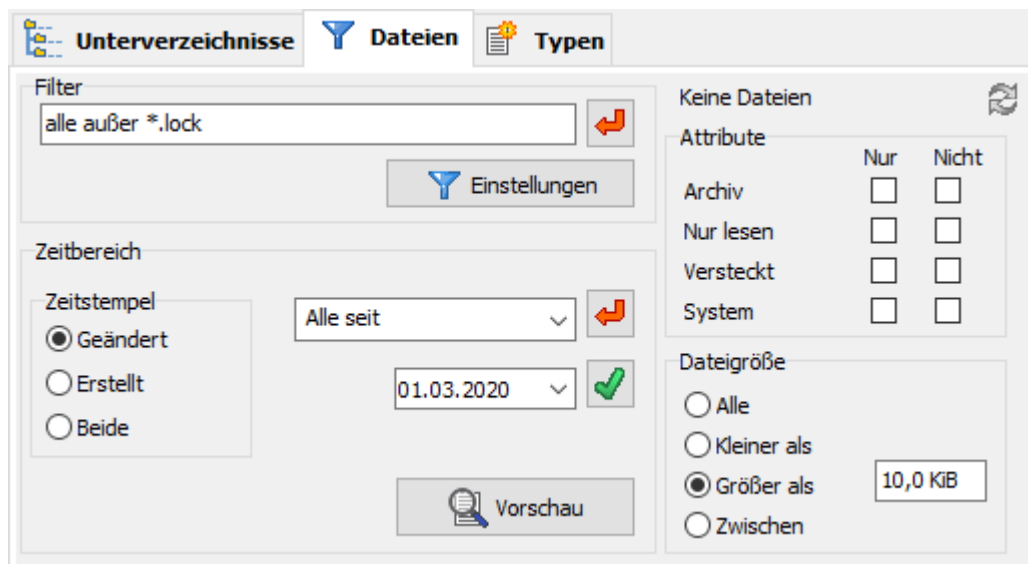 Unterverzeichnisse Dateien Typen
Filter
alle außer *.lock
Einstellungen
Zeitbereich
Zeitstempel
Geändert
Erstellt
Beide
Alle seit
01.03.2020
Vorschau
Keine Dateien
Attribute
Nur Nicht
Archiv
Nur lesen
Versteckt
System
Dateigröße
Alle
Kleiner als
Größer als 10,0 KiB
Zwischen